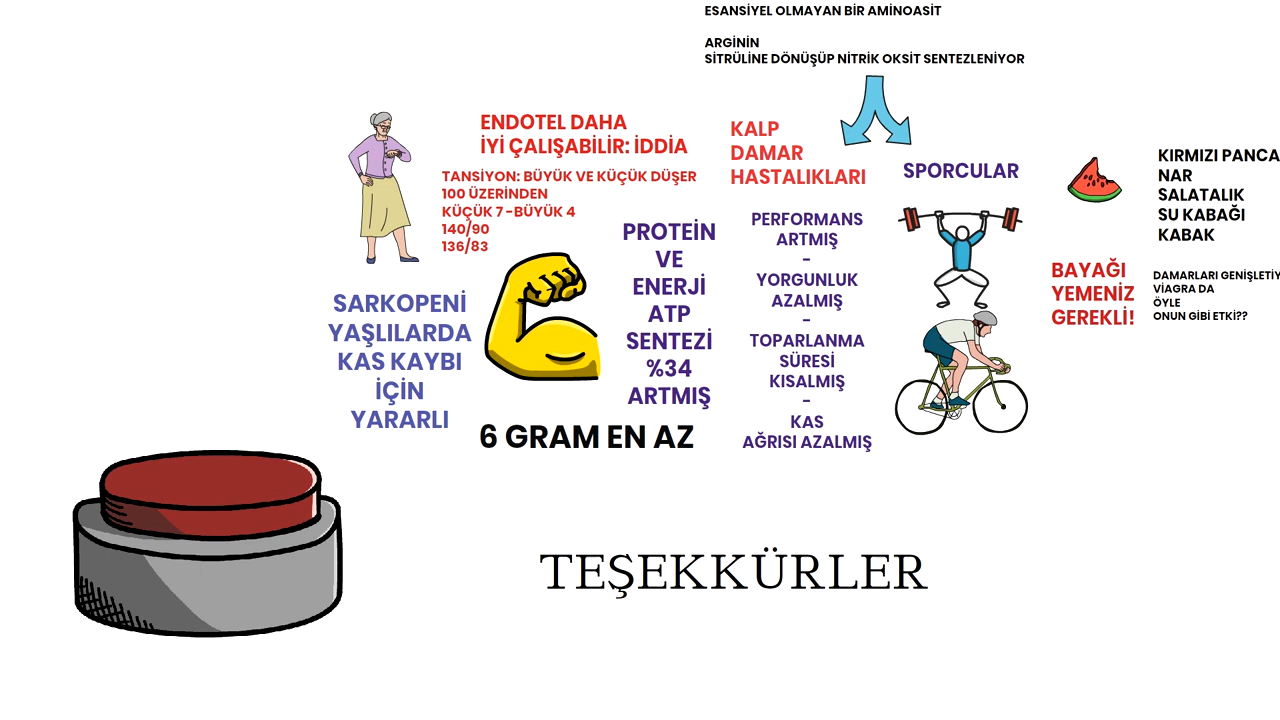 ESANSİYEL OLMAYAN BİR AMİNOASİT
ARGİNİN
SİTRÜLİNE DÖNÜŞÜP NİTRİK OKSİT SENTEZLENİYOR
ENDOTEL DAHA
İYİ ÇALIŞABİLİR: İDDİA
TANSİYON: BÜYÜK VE KÜÇÜK DÜŞER
100 ÜZERİNDEN
KÜÇÜK 7 -BÜYÜK 4
140/90
136/83
KALP
DAMAR
HASTALIKLARI
SPORCULAR
KIRMIZI PANCA
NAR
SALATALIK
SU KABAĞI
KABAK
SARKOPENİ
YAŞLILARDA
KAS KAYBI
İÇİN
YARARLI
PROTEİN
VE
ENERJİ
ATP
SENTEZİ
%34
ARTMIŞ
6 GRAM EN AZ
PERFORMANS
ARTMIŞ
-
YORGUNLUK
AZALMIŞ
-
TOPARLANMA
SÜRESİ
KISALMIŞ
-
KAS
AĞRISI AZALMIŞ
BAYAĞI
YEMENİZ
GEREKLİ!
DAMARLARI GENİŞLETİY
VİAGRA DA
ÖYLE
ONUN GİBİ ETKİ??
TEŞEKKÜRLER